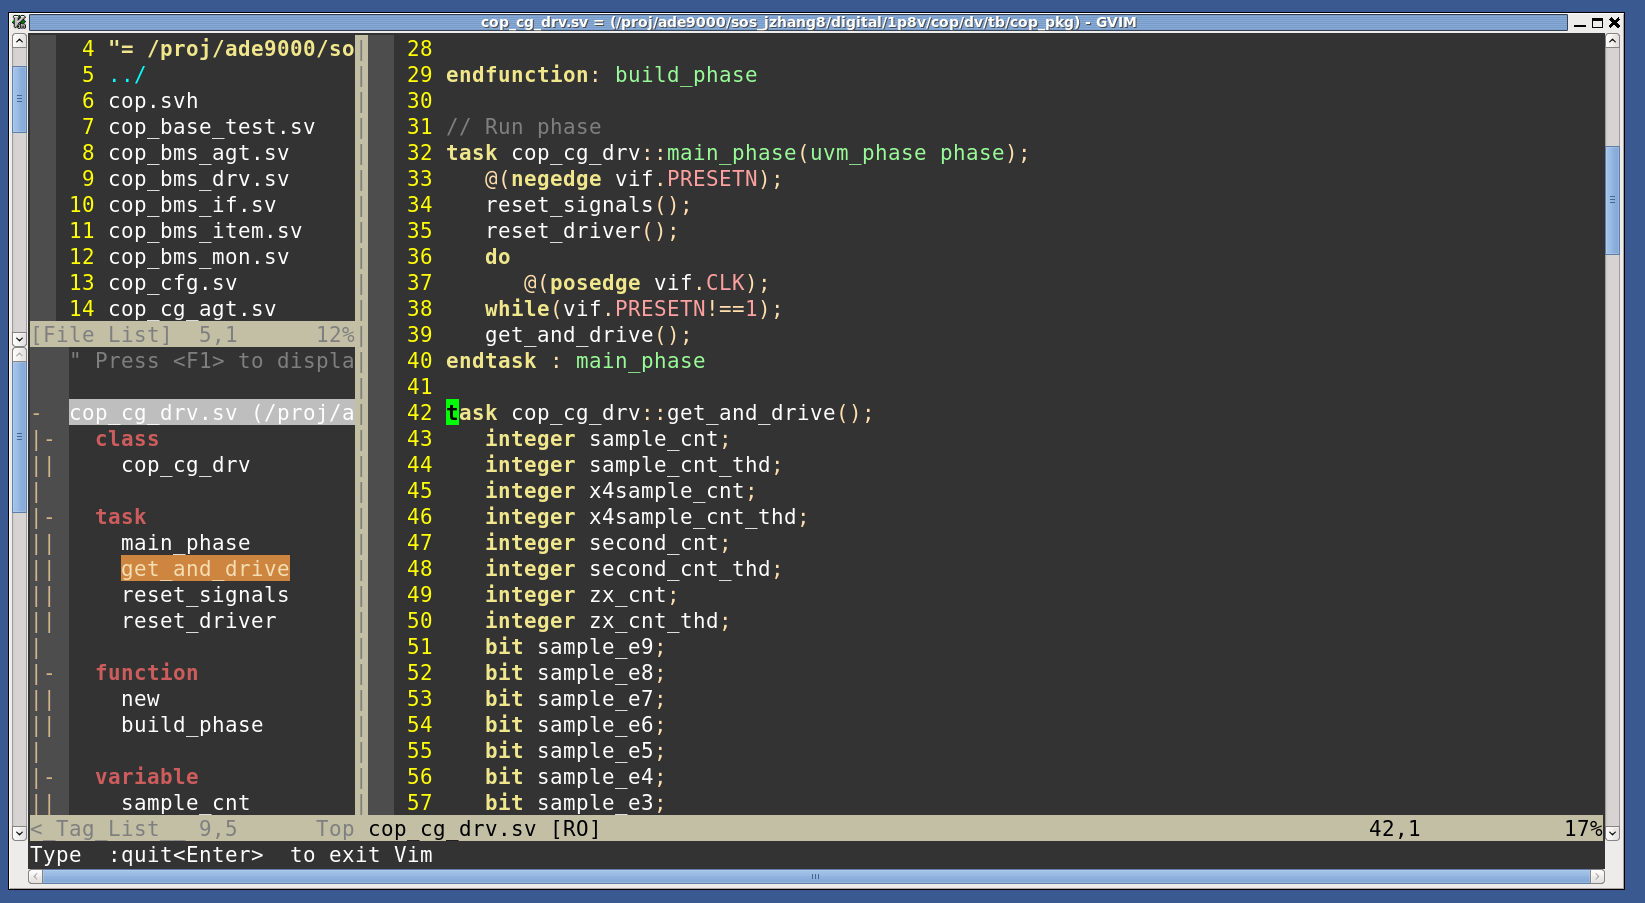 cop_cg_drv.sv = (/proj/ade9000/sos_jzhang8/digital/1p8v/cop/dv/tb/cop_pkg) - GVIM
4 "= /proj/ade9000/so
5 ../
6 cop.svh
7 cop_base_test.sv
8 cop_bms_agt.sv
9 cop_bms_drv.sv
10 cop_bms_if.sv
11 cop_bms_item.sv
12 cop_bms_mon.sv
13 cop_cfg.sv
14 cop_cg_agt.sv
[File List] 5,1 12%
" Press <F1> to displa
- cop_cg_drv.sv (/proj/a
|- class
|| cop_cg_drv
|
|- task
|| main_phase
|| get_and_drive
|| reset_signals
|| reset_driver
|
|- function
|| new
|| build_phase
|
|- variable
|| sample_cnt
< Tag List 9,5 Top
28
29 endfunction: build_phase
30
31 // Run phase
32 task cop_cg_drv::main_phase(uvm_phase phase);
33 @(negedge vif.PRESETN);
34 reset_signals();
35 reset_driver();
36 do
37 @(posedge vif.CLK);
38 while(vif.PRESETN!==1);
39 get_and_drive();
40 endtask : main_phase
41
42 task cop_cg_drv::get_and_drive();
43 integer sample_cnt;
44 integer sample_cnt_thd;
45 integer x4sample_cnt;
46 integer x4sample_cnt_thd;
47 integer second_cnt;
48 integer second_cnt_thd;
49 integer zx_cnt;
50 integer zx_cnt_thd;
51 bit sample_e9;
52 bit sample_e8;
53 bit sample_e7;
54 bit sample_e6;
55 bit sample_e5;
56 bit sample_e4;
57 bit sample_e3;
cop_cg_drv.sv [RO] 42,1 17%
Type :quit<Enter> to exit Vim